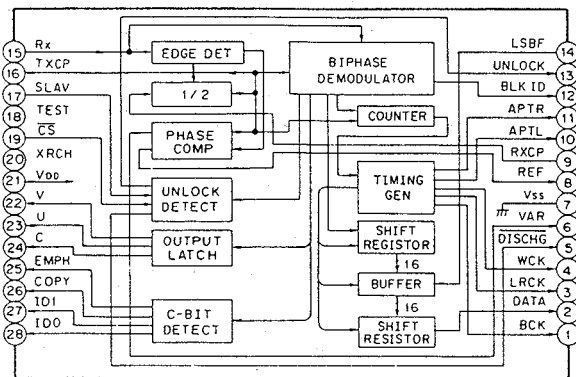 15 Rx
16 TXCP
17 SLAV
18 TEST
19 CS
20 XRCH
21 VDD
22 V
23 U
24 C
25 EMPH
26 COPY
27 ID1
28 ID0
EDGE DET
1/2
PHASE
COMP
UNLOCK
DETECT
OUTPUT
LATCH
C-BIT
DETECT
BIPHASE
DEMODULATOR
COUNTER
TIMING
GEN
SHIFT
REGISTOR
16
BUFFER
16
SHIFT
RESISTOR
LSBF 14
UNLOCK 13
BLK ID 12
APTR 11
APTL 10
RXCP 9
REF 8
Vss 7
VAR 6
DISCHG 5
WCK 4
LRCK 3
DATA 2
BCK 1